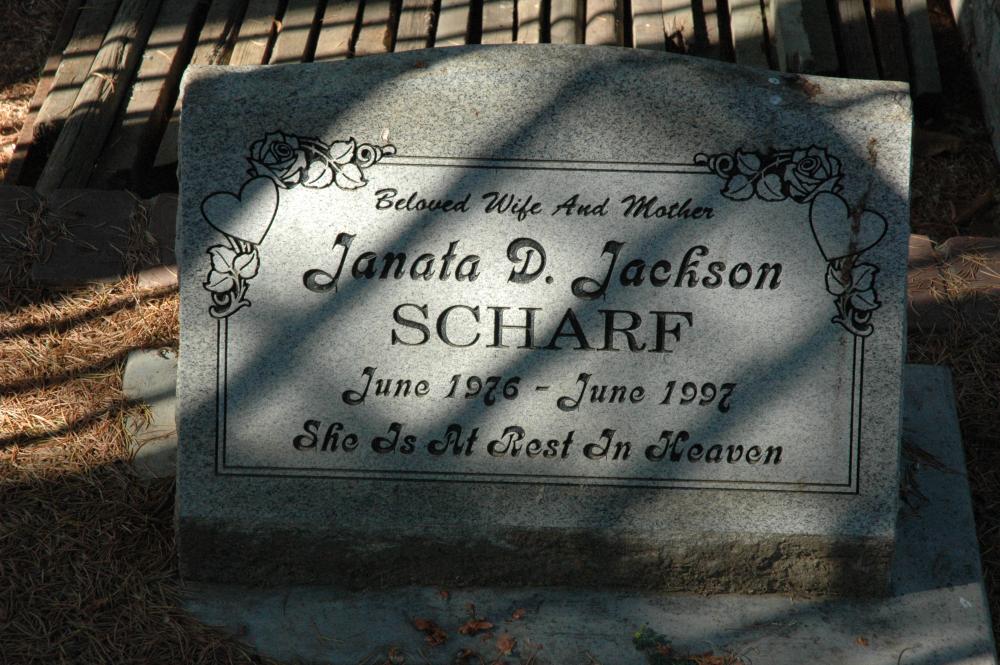 Beloved Wife And Mother
Janata D. Jackson
SCHARF
June 1976 - June 1997
She Is At Rest In Heaven